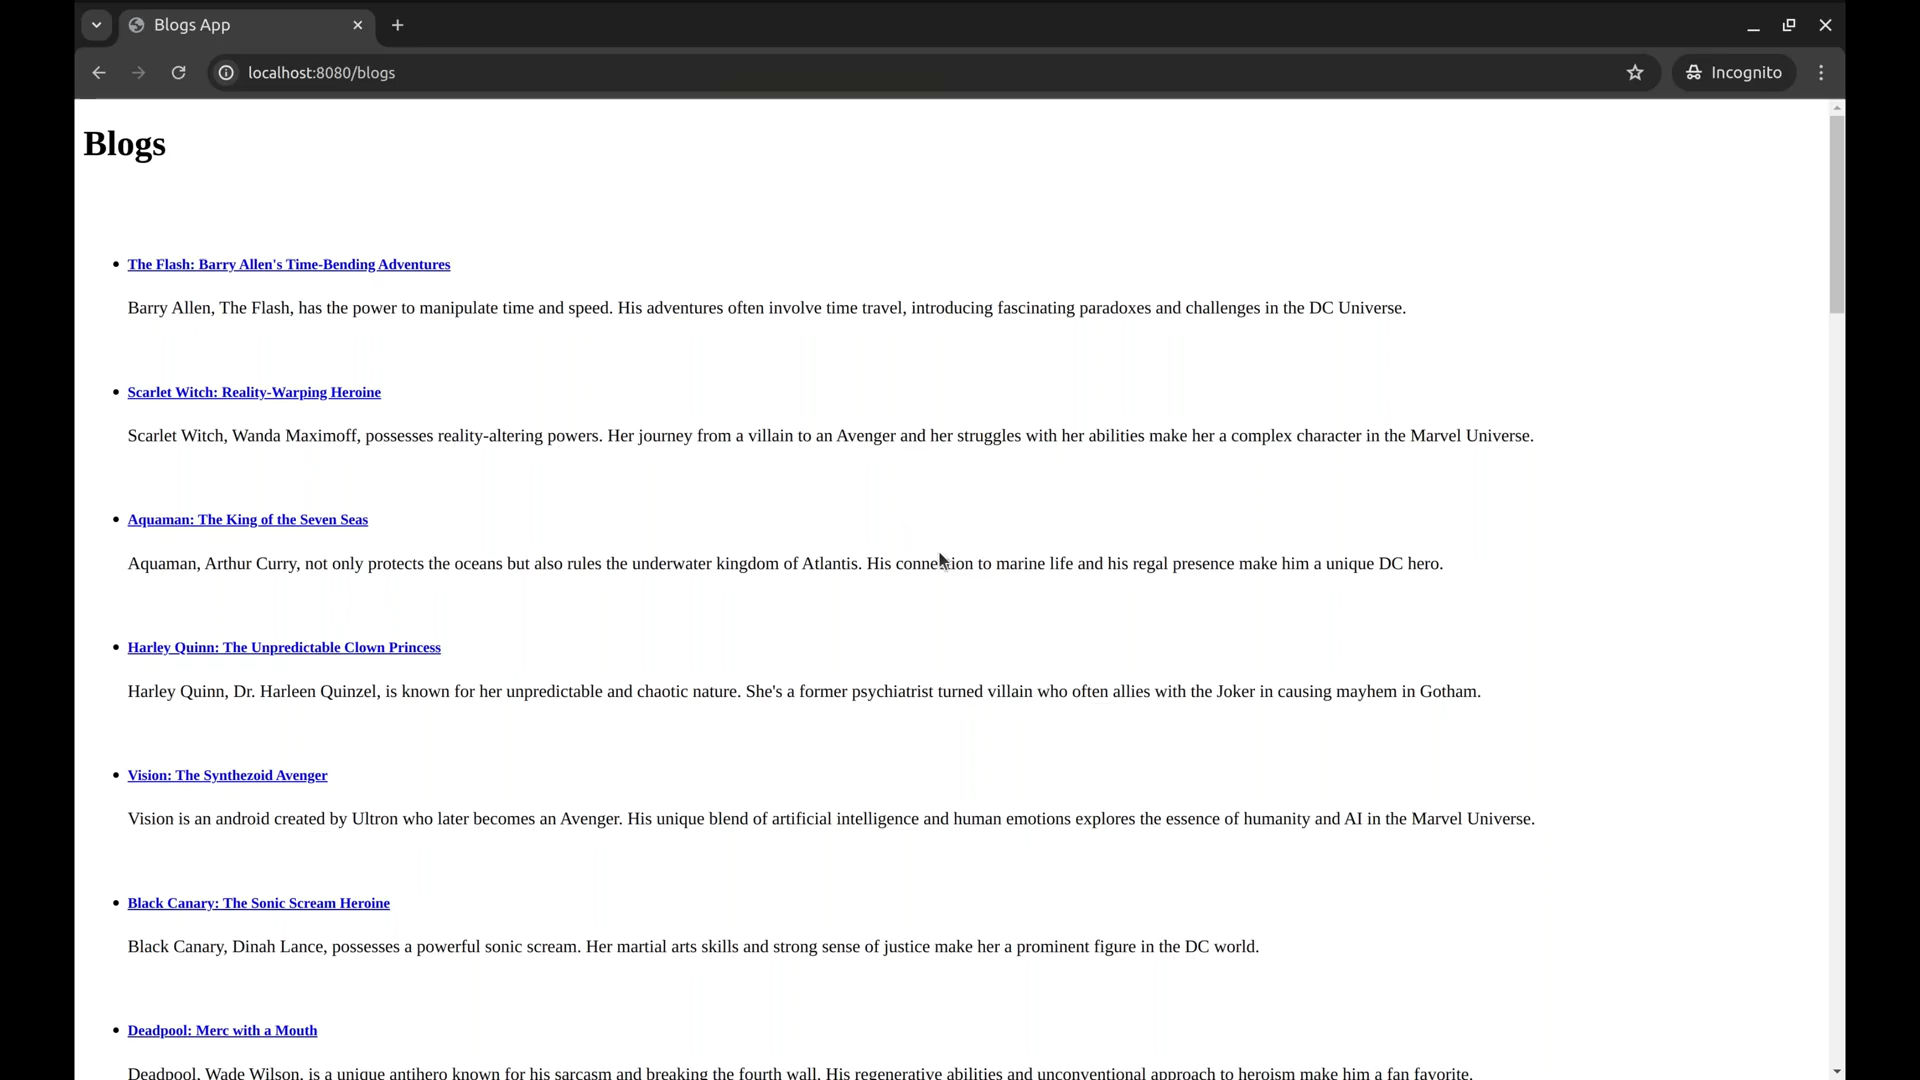 Blogs App
localhost:8080/blogs
Incognito
Blogs
• The Flash: Barry Allen's Time-Bending Adventures
Barry Allen, The Flash, has the power to manipulate time and speed. His adventures often involve time travel, introducing fascinating paradoxes and challenges in the DC Universe.
• Scarlet Witch: Reality-Warping Heroine
Scarlet Witch, Wanda Maximoff, possesses reality-altering powers. Her journey from a villain to an Avenger and her struggles with her abilities make her a complex character in the Marvel Universe.
• Aquaman: The King of the Seven Seas
Aquaman, Arthur Curry, not only protects the oceans but also rules the underwater kingdom of Atlantis. His connection to marine life and his regal presence make him a unique DC hero.
• Harley Quinn: The Unpredictable Clown Princess
Harley Quinn, Dr. Harleen Quinzel, is known for her unpredictable and chaotic nature. She's a former psychiatrist turned villain who often allies with the Joker in causing mayhem in Gotham.
• Vision: The Synthezoid Avenger
Vision is an android created by Ultron who later becomes an Avenger. His unique blend of artificial intelligence and human emotions explores the essence of humanity and AI in the Marvel Universe.
• Black Canary: The Sonic Scream Heroine
Black Canary, Dinah Lance, possesses a powerful sonic scream. Her martial arts skills and strong sense of justice make her a prominent figure in the DC world.
• Deadpool: Merc with a Mouth
Deadpool, Wade Wilson, is a unique antihero known for his sarcasm and breaking the fourth wall. His regenerative abilities and unconventional approach to heroism make him a fan favorite.